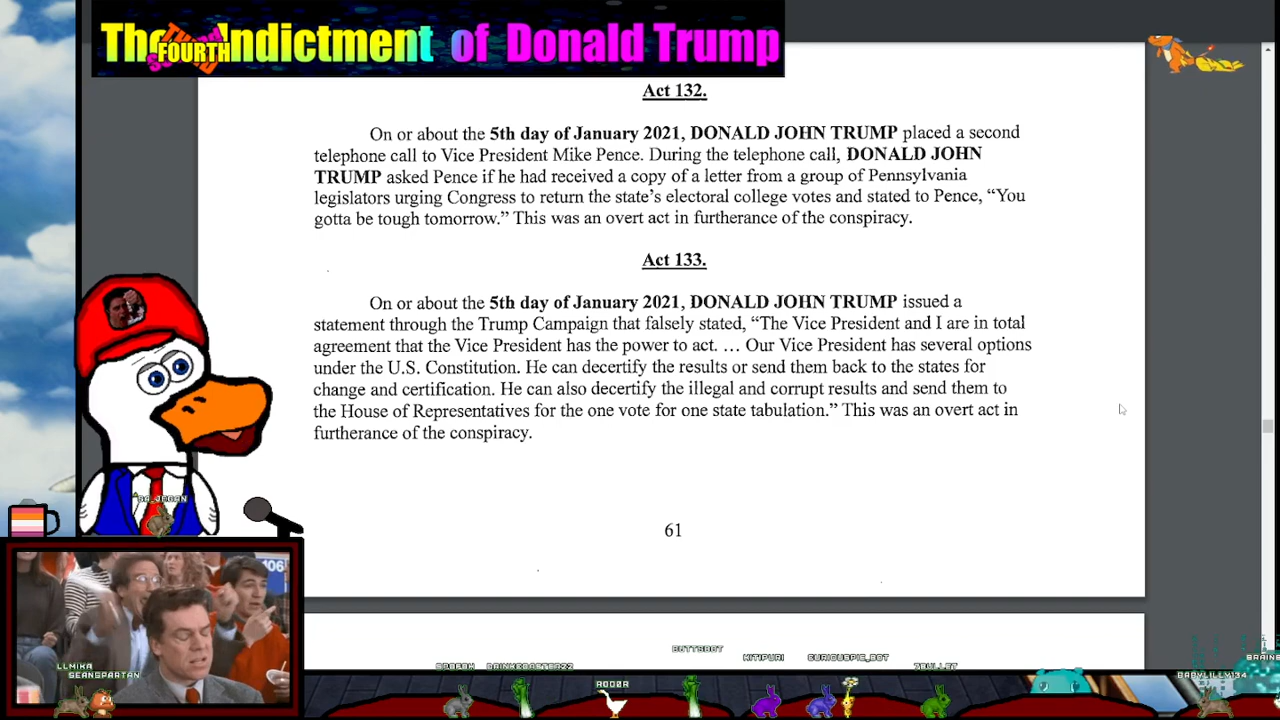 The FOURTH Indictment of Donald Trump
Act 132.
On or about the 5th day of January 2021, DONALD JOHN TRUMP placed a second
telephone call to Vice President Mike Pence. During the telephone call, DONALD JOHN
TRUMP asked Pence if he had received a copy of a letter from a group of Pennsylvania
legislators urging Congress to return the state’s electoral college votes and stated to Pence, “You
gotta be tough tomorrow.” This was an overt act in furtherance of the conspiracy.
Act 133.
On or about the 5th day of January 2021, DONALD JOHN TRUMP issued a
statement through the Trump Campaign that falsely stated, “The Vice President and I are in total
agreement that the Vice President has the power to act. … Our Vice President has several options
under the U.S. Constitution. He can decertify the results or send them back to the states for
change and certification. He can also decertify the illegal and corrupt results and send them to
the House of Representatives for the one vote for one state tabulation.” This was an overt act in
furtherance of the conspiracy.
61
106
LLMIKA
SEANSPARTAN
BUTTSBOT
KITIPURI
CURIOUSPIE_BOT
7BULLET
BABYLILLY134